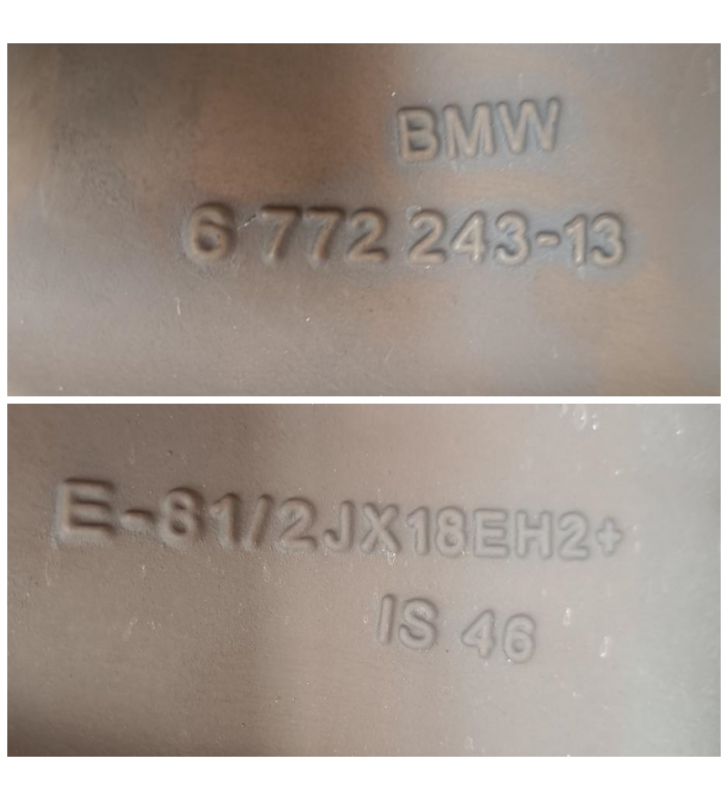 BMW
6 772 243-13
E-81/2JX18EH2+
IS 46